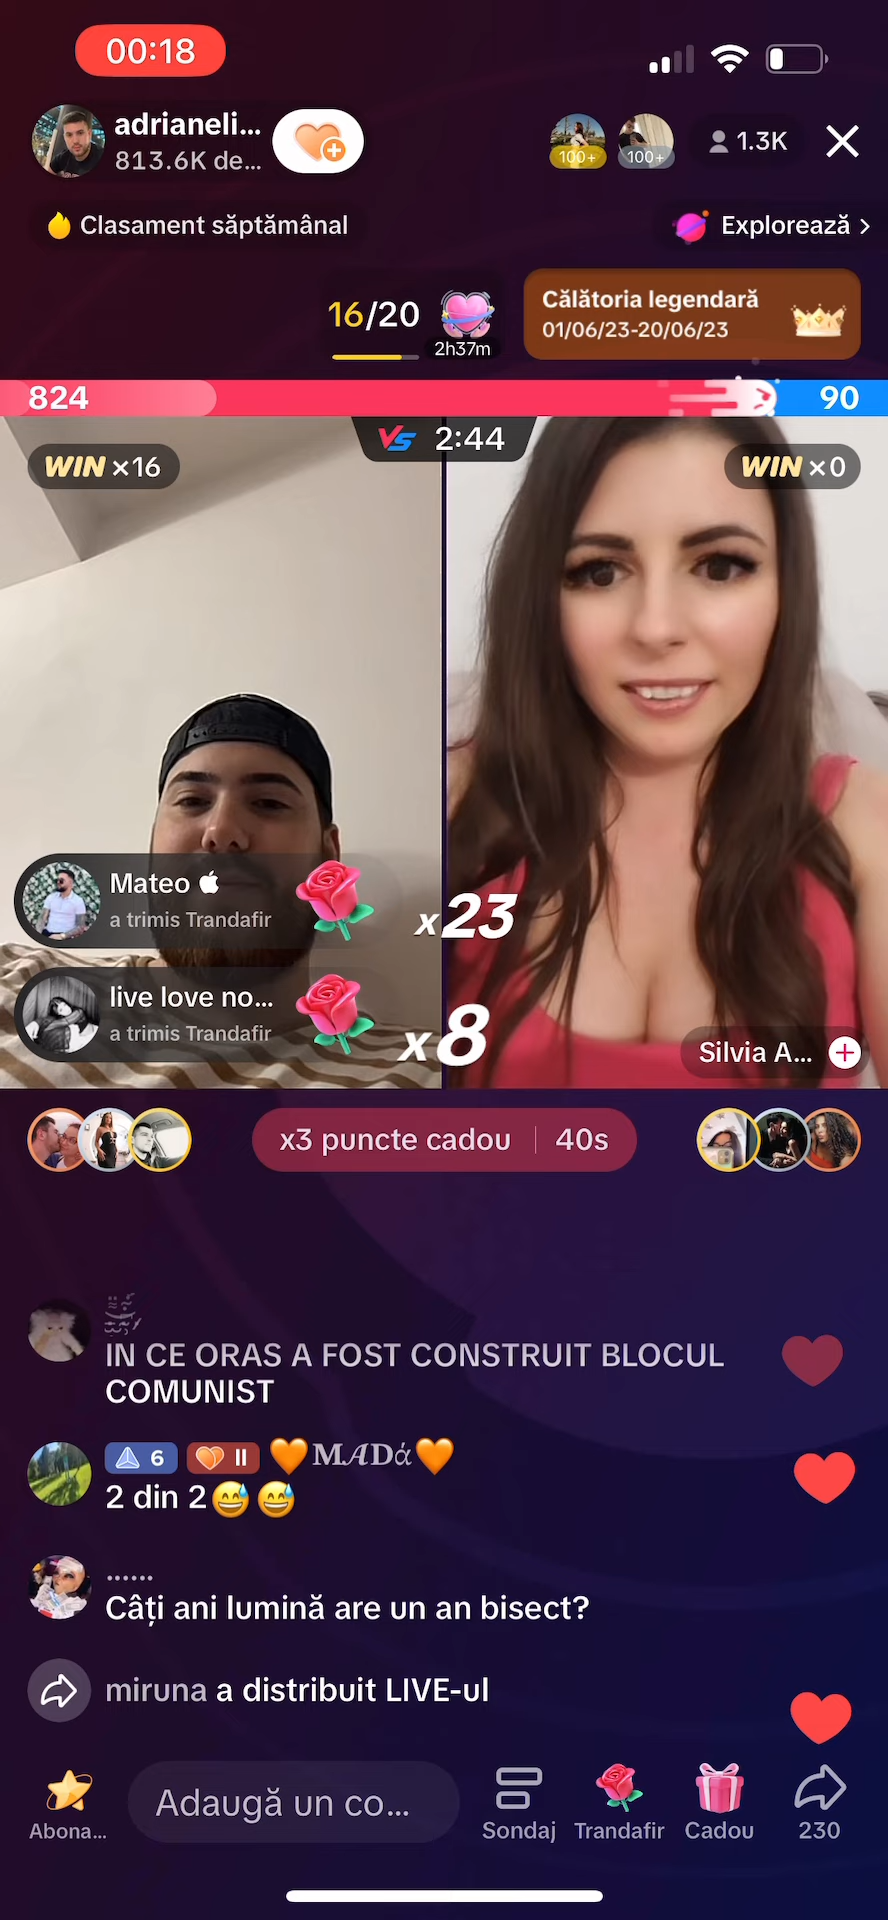 00:18
adrianeli...
813.6K de...
100+
100+
1.3K
Clasament săptămânal
Explorează >
16/20
2h37m
Călătoria legendară
01/06/23-20/06/23
824
90
WIN ×16
VS 2:44
WIN ×0
Mateo
a trimis Trandafir
x23
live love no...
a trimis Trandafir
x8
Silvia A...
x3 puncte cadou | 40s
IN CE ORAS A FOST CONSTRUIT BLOCUL
COMUNIST
6 II 🧡M𝓐Dά🧡
2 din 2😅😅
......
Câți ani lumină are un an bisect?
miruna a distribuit LIVE-ul
Abona...
Adaugă un co...
Sondaj
Trandafir
Cadou
230